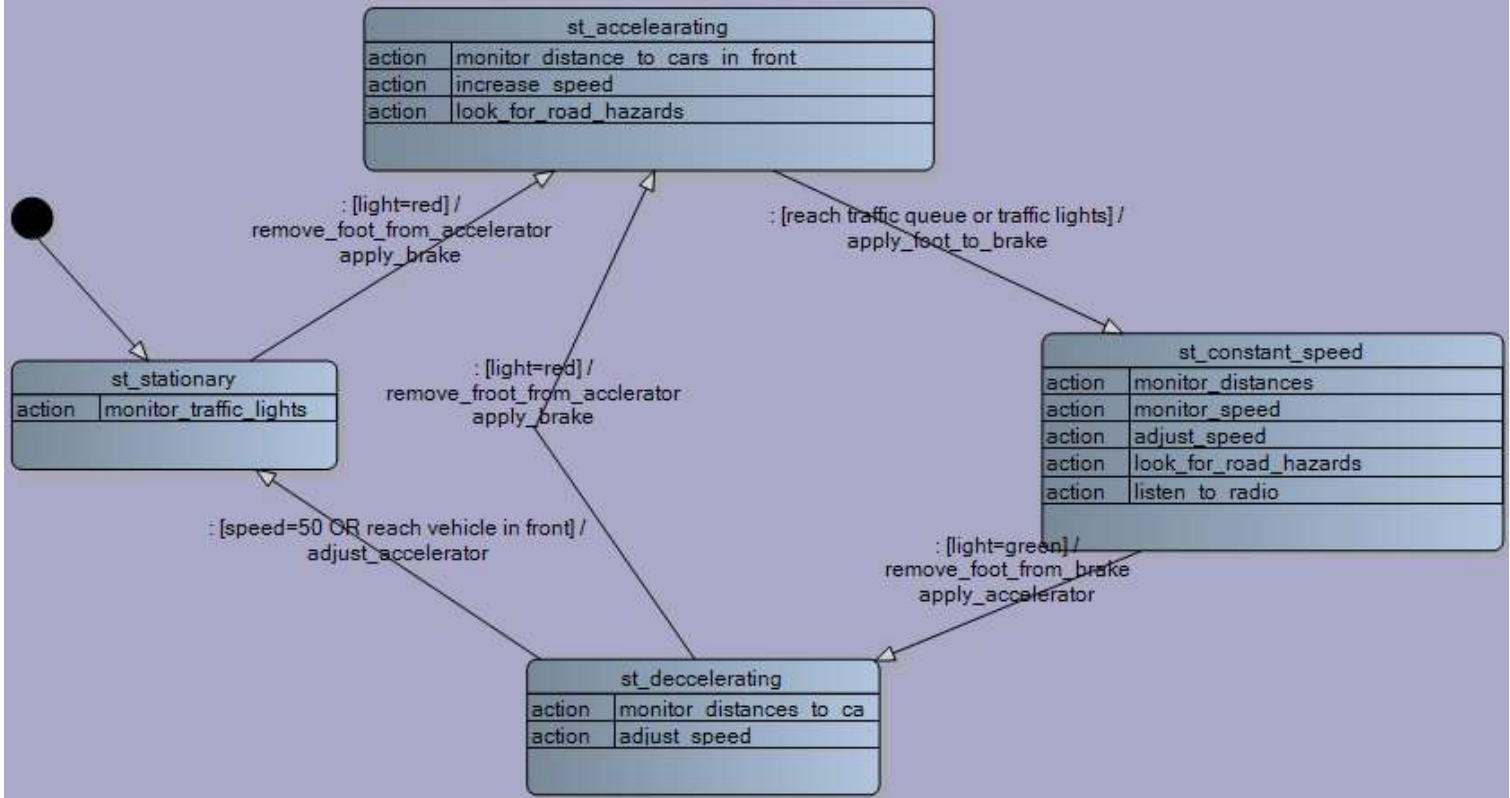 st_accelearating
action monitor_distance_to_cars_in_front
action increase_speed
action look_for_road_hazards
: [light=red] /
remove_foot_from_accelerator
apply_brake
: [reach traffic queue or traffic lights] /
apply_foot_to_brake
st_stationary
action monitor_traffic_lights
: [light=red] /
remove_froot_from_acclerator
apply_brake
st_constant_speed
action monitor_distances
action monitor_speed
action adjust_speed
action look_for_road_hazards
action listen_to_radio
: [speed=50 OR reach vehicle in front] /
adjust_accelerator
: [light=green] /
remove_foot_from_brake
apply_accelerator
st_deccelerating
action monitor_distances_to_ca
action adjust_speed